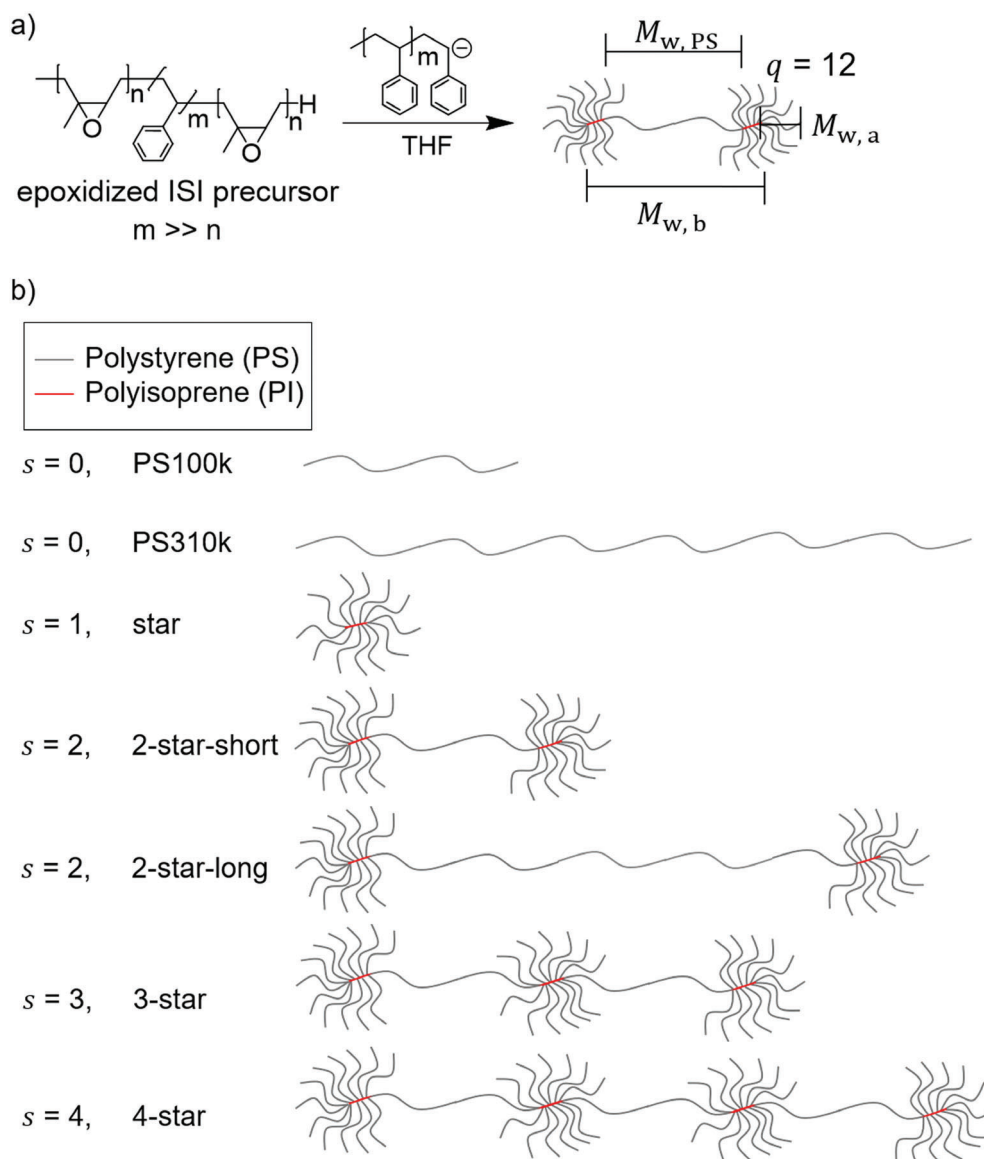 a)
n
m
n
H
O
O
epoxidized ISI precursor
m >> n
m
⊖
THF
M_w, PS
q = 12
M_w, a
M_w, b
b)
Polystyrene (PS)
Polyisoprene (PI)
s = 0, PS100k
s = 0, PS310k
s = 1, star
s = 2, 2-star-short
s = 2, 2-star-long
s = 3, 3-star
s = 4, 4-star